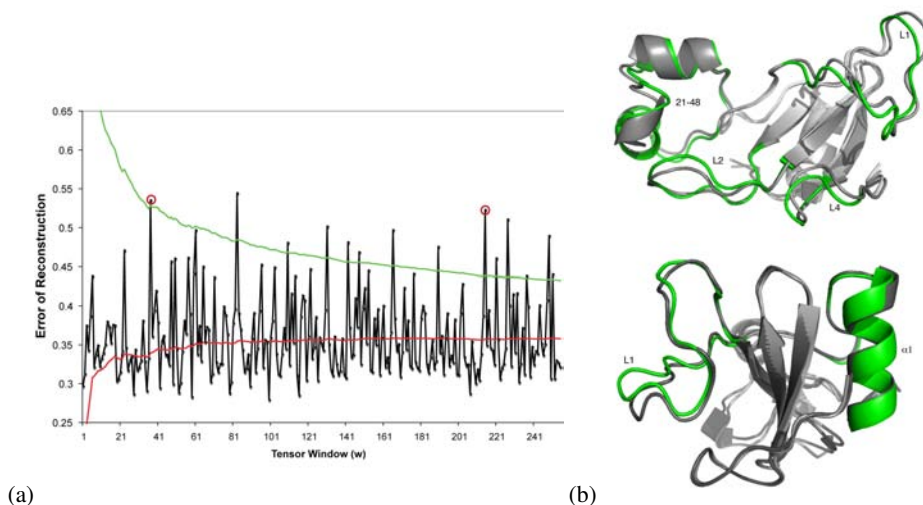 0.65
0.6
0.55
0.5
0.45
0.4
0.35
0.3
0.25
Error of Reconstruction
1 21 41 61 81 101 121 141 161 181 201 221 241
Tensor Window (w)
(a)
L1
21-48
L2
L4
L1
α1
(b)